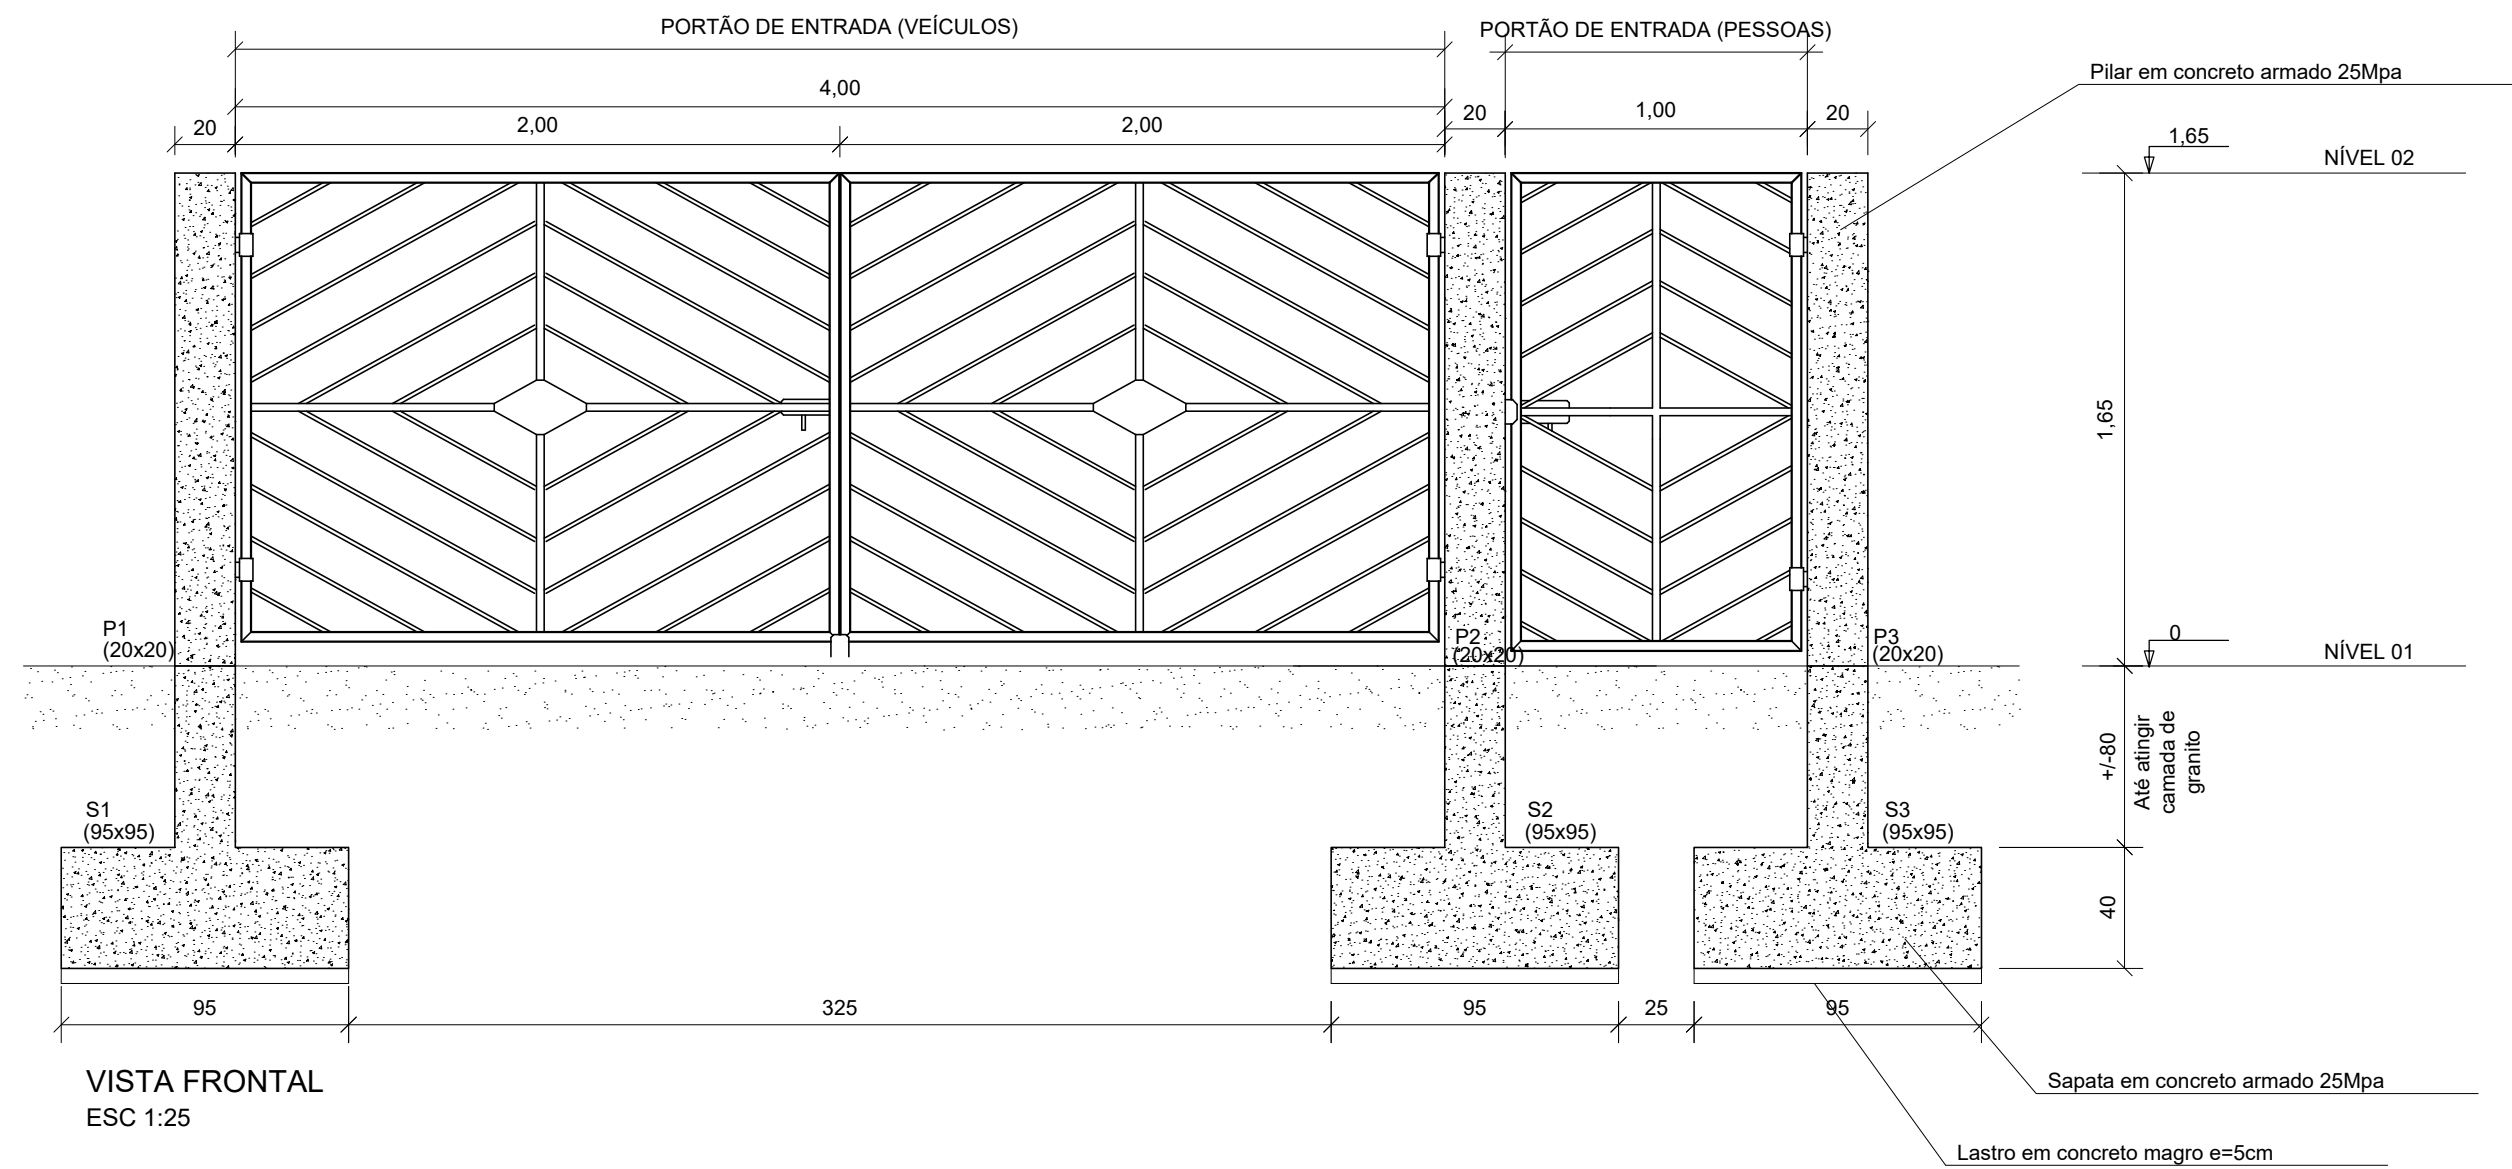 PORTÃO DE ENTRADA (VEÍCULOS)
PORTÃO DE ENTRADA (PESSOAS)
Pilar em concreto armado 25Mpa
4,00
20
2,00
2,00
20
1,00
20
1,65
NÍVEL 02
1,65
P1
(20x20)
P2
(20x20)
P3
(20x20)
0
NÍVEL 01
+/-80
Até atingir
camada de
granito
S1
(95x95)
S2
(95x95)
S3
(95x95)
40
95
325
95
25
95
VISTA FRONTAL
ESC 1:25
Sapata em concreto armado 25Mpa
Lastro em concreto magro e=5cm